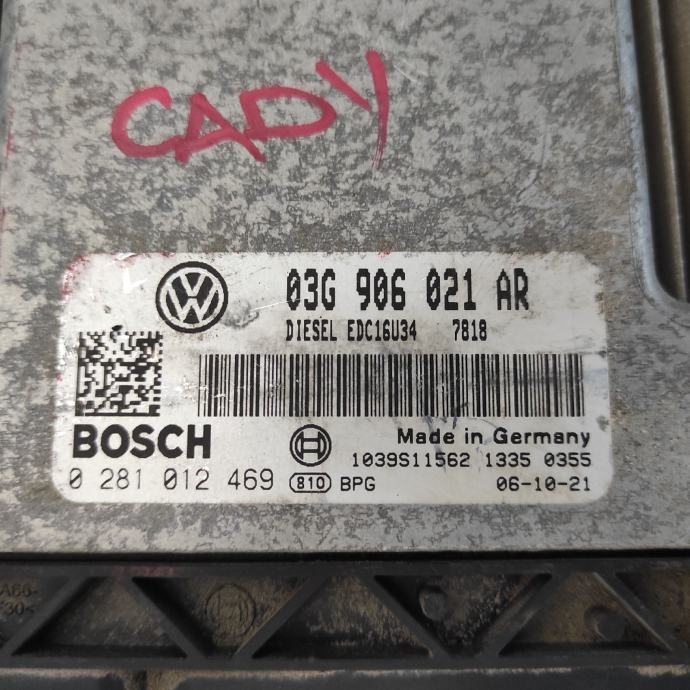 CADY
03G 906 021 AR
DIESEL EDC16U34 7818
BOSCH
Made in Germany
1039S11562 1335 0355
0 281 012 469
810
BPG
06-10-21